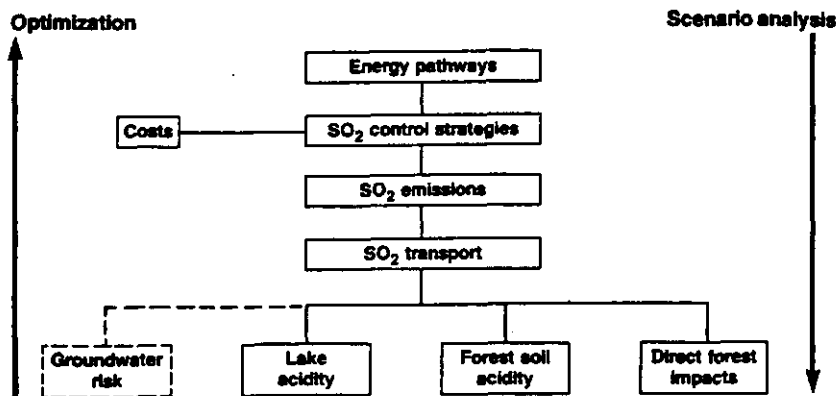 Optimization
Scenario analysis
Energy pathways
Costs
SO₂ control strategies
SO₂ emissions
SO₂ transport
Groundwater
risk
Lake
acidity
Forest soil
acidity
Direct forest
impacts